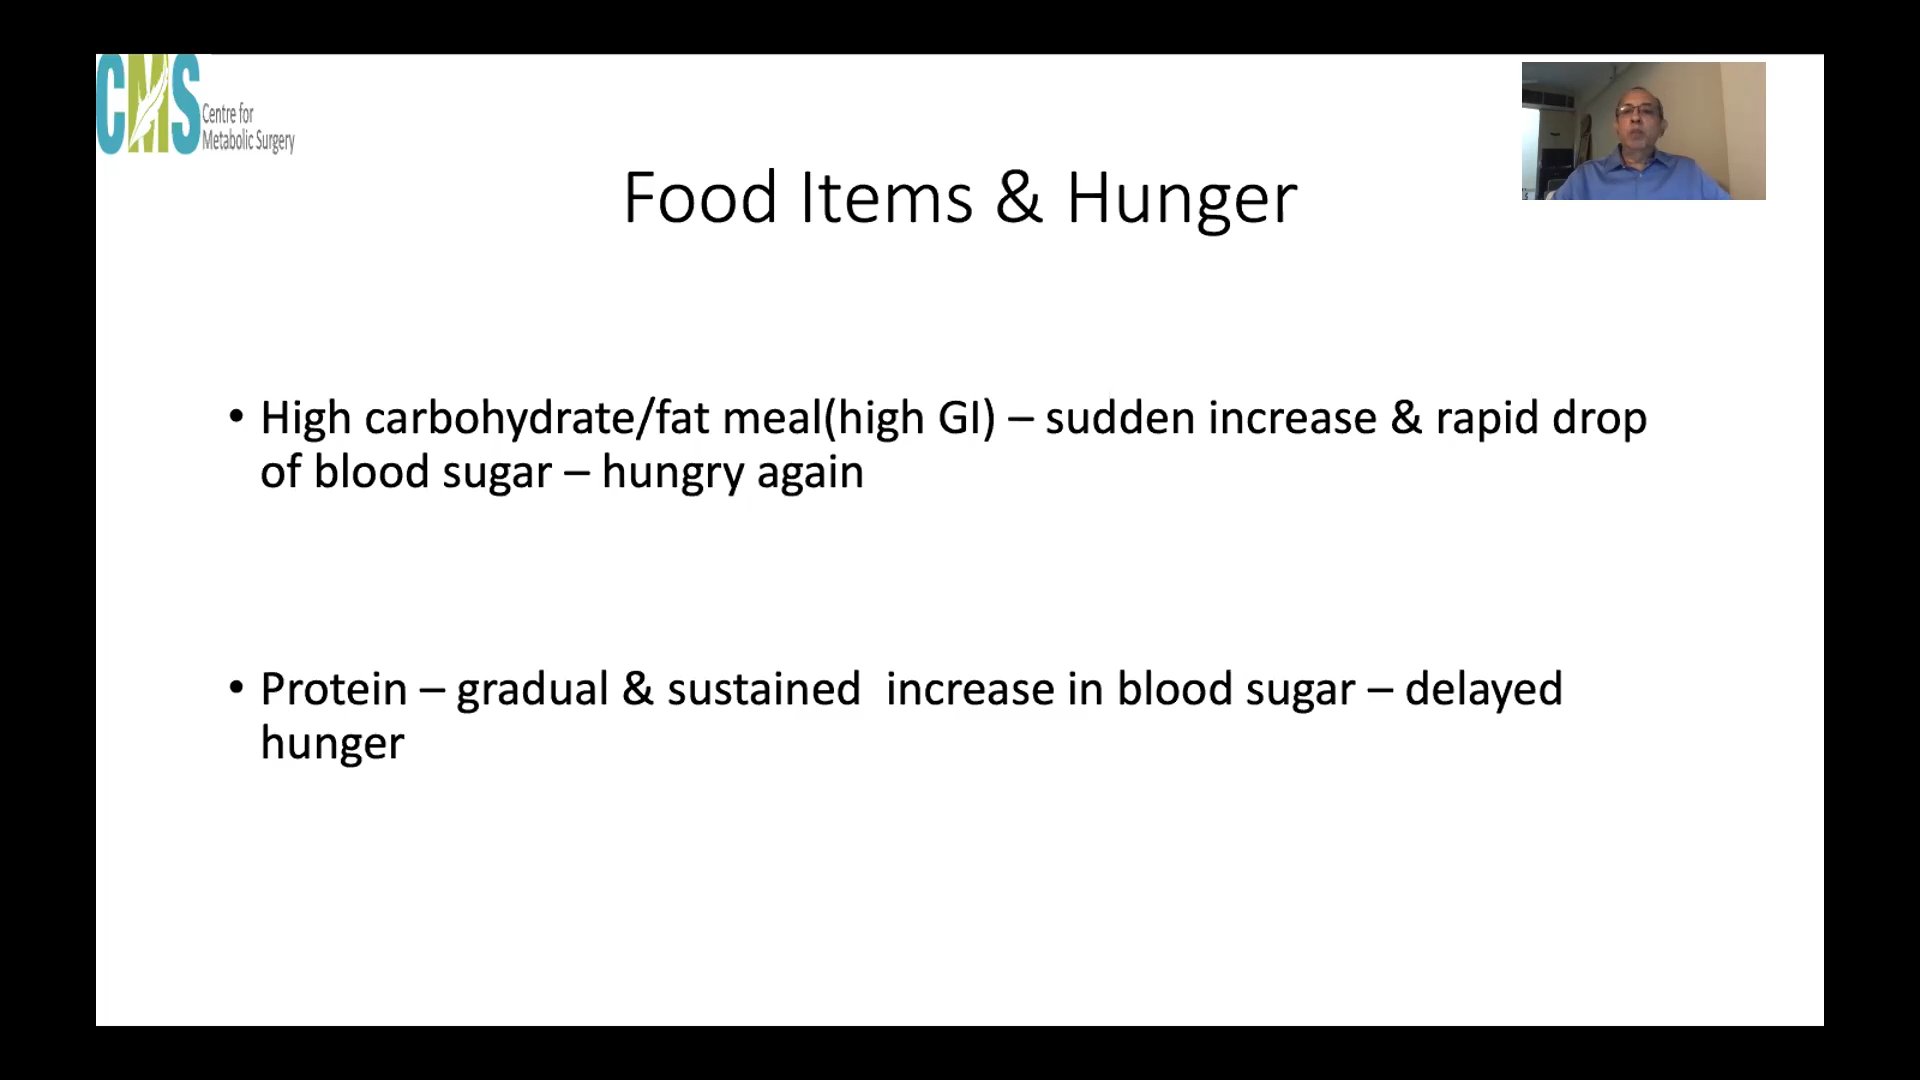 CMS
Centre for
Metabolic Surgery
Food Items & Hunger
• High carbohydrate/fat meal(high GI) – sudden increase & rapid drop
of blood sugar – hungry again
• Protein – gradual & sustained  increase in blood sugar – delayed
hunger